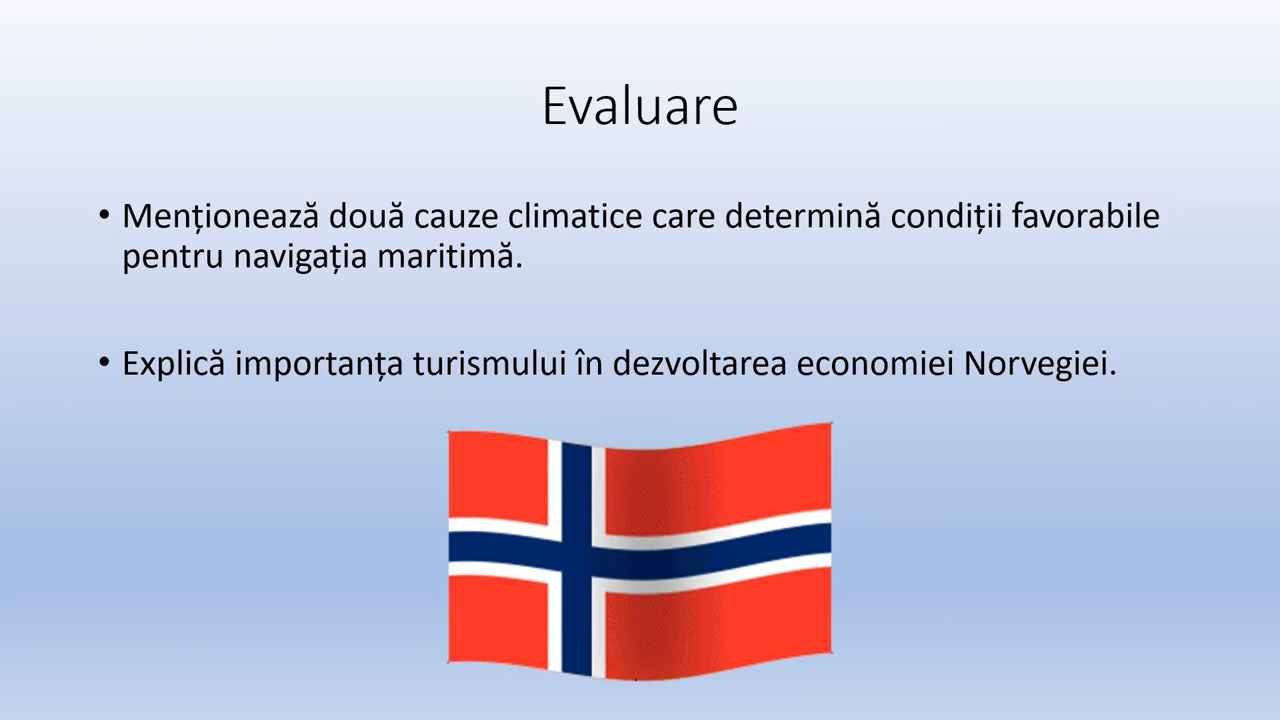 Evaluare
• Menționează două cauze climatice care determină condiții favorabile
pentru navigația maritimă.
• Explică importanța turismului în dezvoltarea economiei Norvegiei.